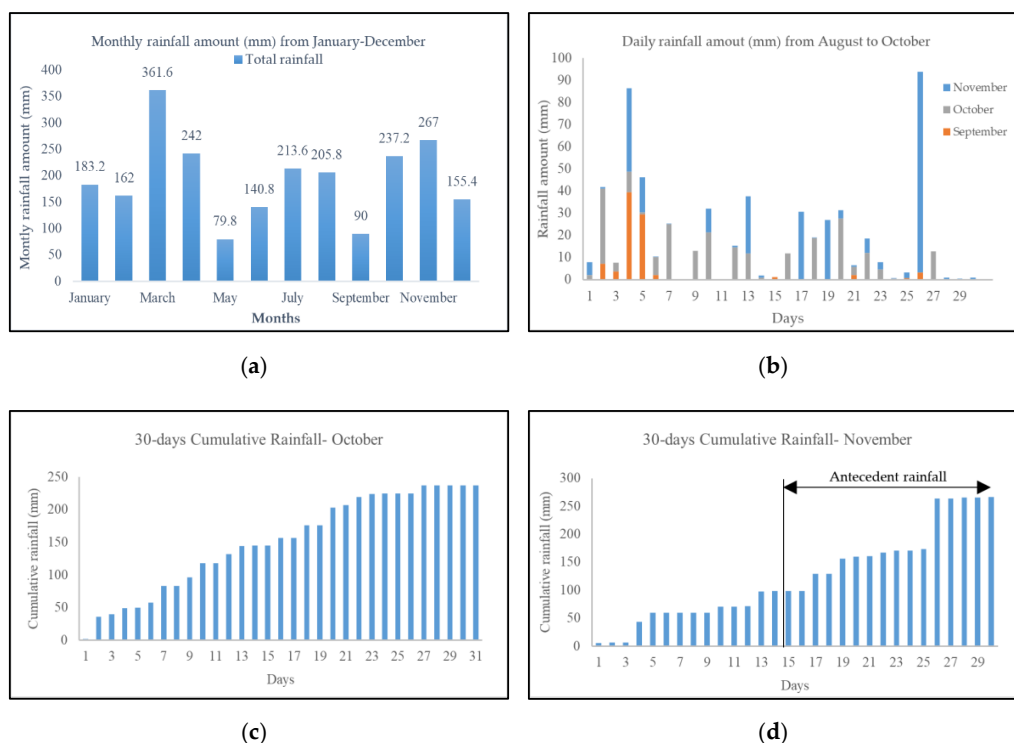 Monthly rainfall amount (mm) from January-December
Total rainfall
Montly rainfall amount (mm)
400
350
300
250
200
150
100
50
0
183.2
162
361.6
242
79.8
140.8
213.6
205.8
90
237.2
267
155.4
January March May July September November
Months
(a)
Daily rainfall amout (mm) from August to October
Rainfall amount (mm)
100
90
80
70
60
50
40
30
20
10
0
November
October
September
1 3 5 7 9 11 13 15 17 19 21 23 25 27 29
Days
(b)
30-days Cumulative Rainfall- October
Cumulative rainfall (mm)
250
200
150
100
50
0
1 3 5 7 9 11 13 15 17 19 21 23 25 27 29 31
Days
(c)
30-days Cumulative Rainfall- November
Antecedent rainfall
Cumulative rainfall (mm)
300
250
200
150
100
50
0
1 3 5 7 9 11 13 15 17 19 21 23 25 27 29
Days
(d)